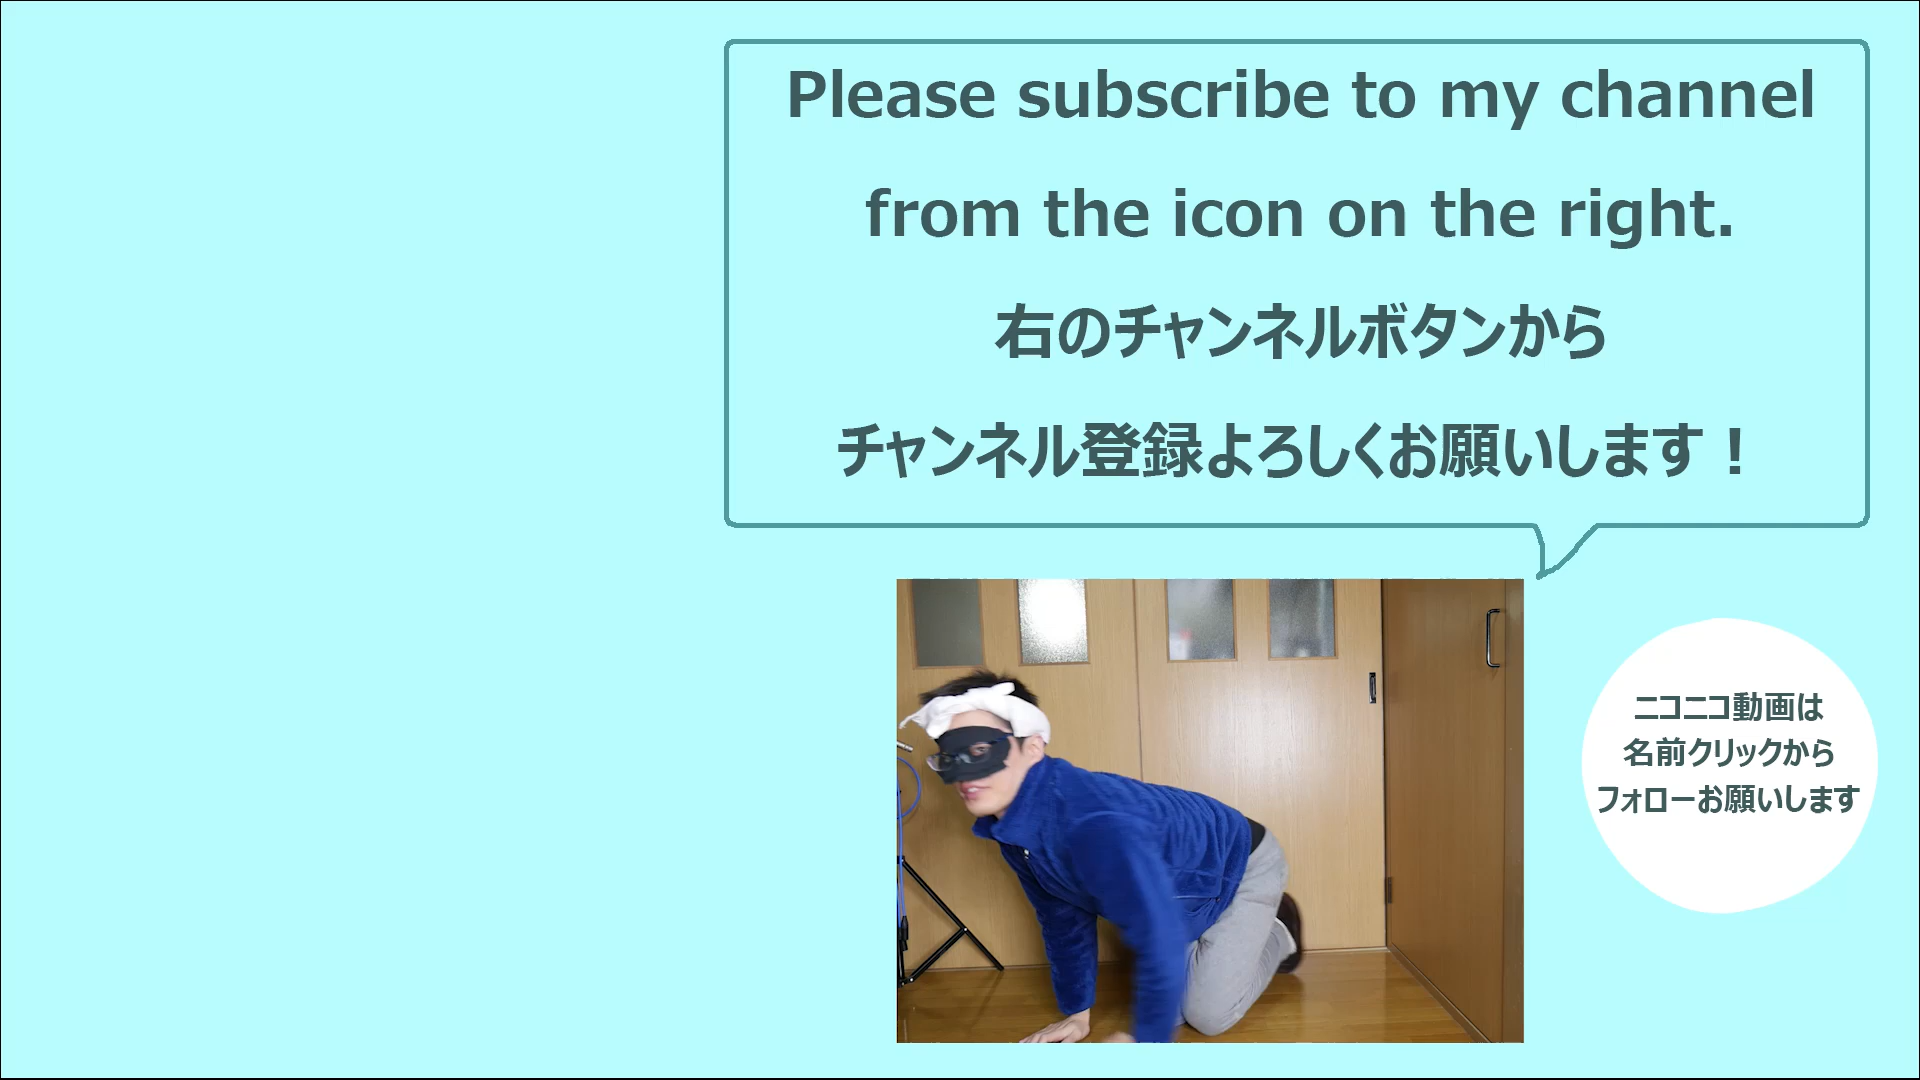 Please subscribe to my channel
from the icon on the right.
右のチャンネルボタンから
チャンネル登録よろしくお願いします！
ニコニコ動画は
名前クリックから
フォローお願いします